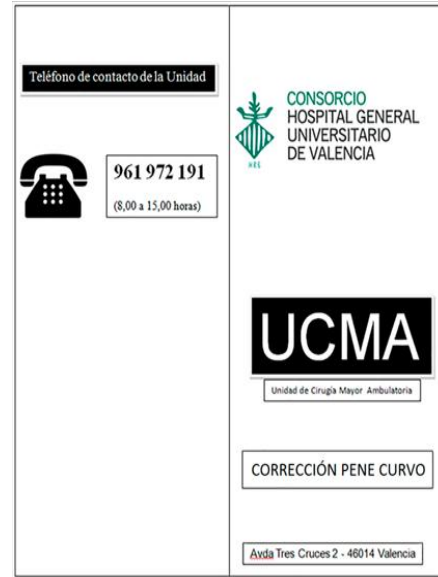 Teléfono de contacto de la Unidad
961 972 191
(8,00 a 15,00 horas)
CONSORCIO
HOSPITAL GENERAL
UNIVERSITARIO
DE VALENCIA
UCMA
Unidad de Cirugía Mayor Ambulatoria
CORRECCIÓN PENE CURVO
Avda Tres Cruces 2 - 46014 Valencia